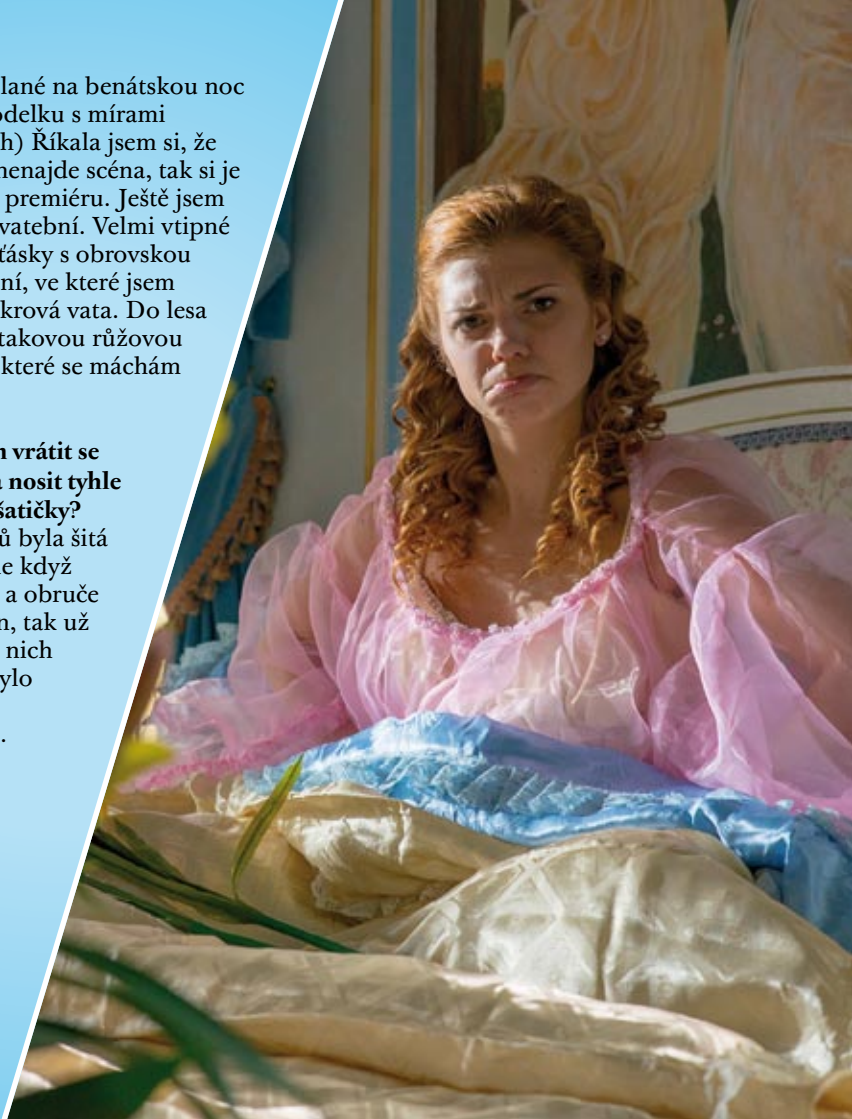 lané na benátskou noc
odelku s mírami
h) Říkala jsem si, že
nenajde scéna, tak si je
premiéru. Ještě jsem
vatební. Velmi vtipné
ťásky s obrovskou
ní, ve které jsem
krová vata. Do lesa
takovou růžovou
které se máchám
vrátit se
nosit tyhle
šatičky?
ů byla šitá
e když
a obruče
n, tak už
nich
ylo
.